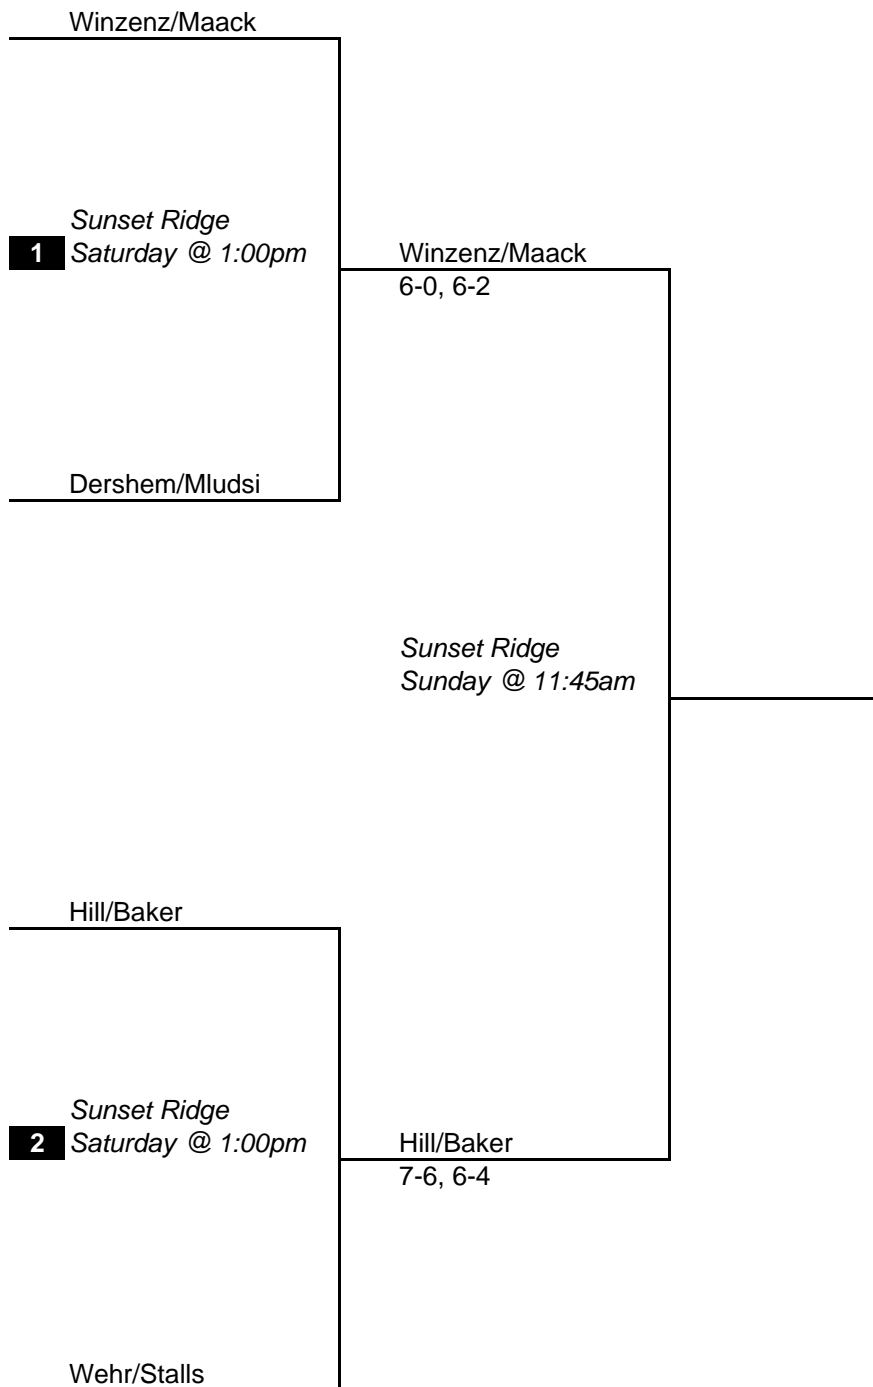 Winzenz/Maack
Sunset Ridge
1 Saturday @ 1:00pm
Winzenz/Maack
6-0, 6-2
Dershem/Mludsi
Sunset Ridge
Sunday @ 11:45am
Hill/Baker
Sunset Ridge
2 Saturday @ 1:00pm
Hill/Baker
7-6, 6-4
Wehr/Stalls